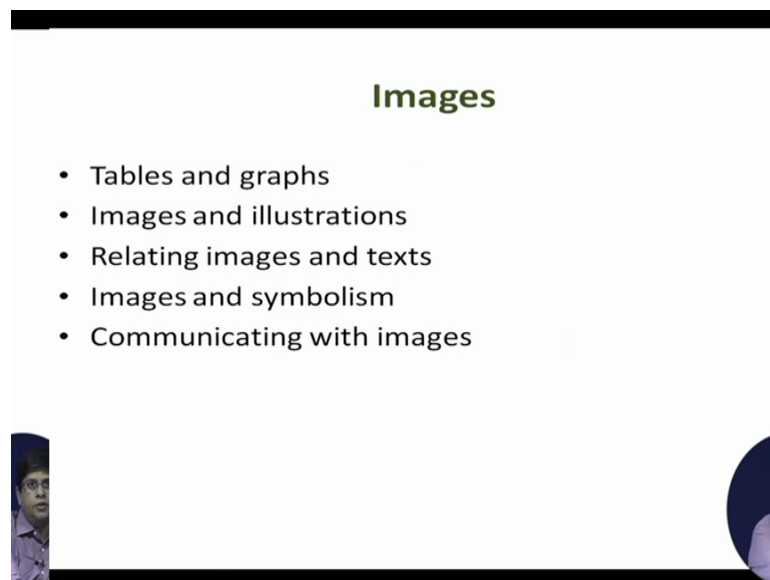 Images
• Tables and graphs
• Images and illustrations
• Relating images and texts
• Images and symbolism
• Communicating with images